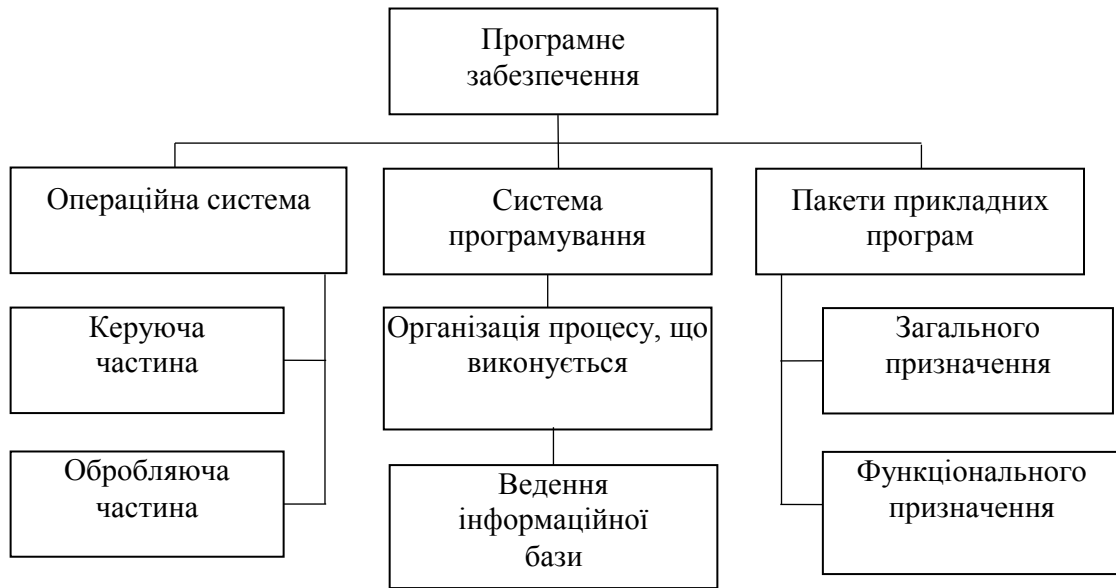 Програмне
забезпечення
Операційна система
Система
програмування
Пакети прикладних
програм
Керуюча
частина
Організація процесу, що
виконується
Загального
призначення
Обробляюча
частина
Ведення
інформаційної
бази
Функціонального
призначення